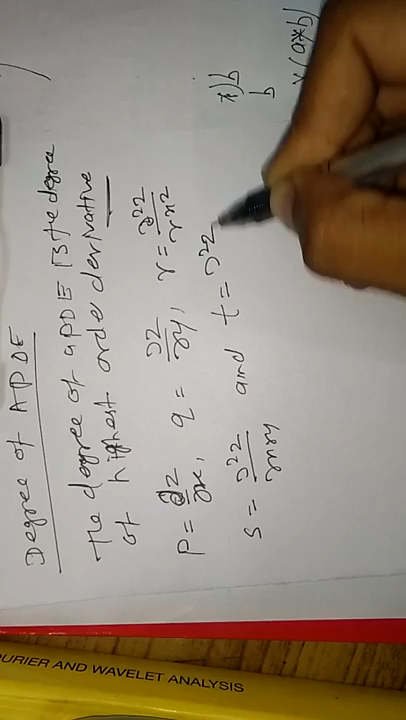 Degree of A PDE
The degree of a PDE is the degree
of highest order derivative
P = ∂z/∂x, q = ∂z/∂y, r = ∂²z/∂x²
s = ∂²z/∂x∂y and t = ∂²z
URIER AND WAVELET ANALYSIS